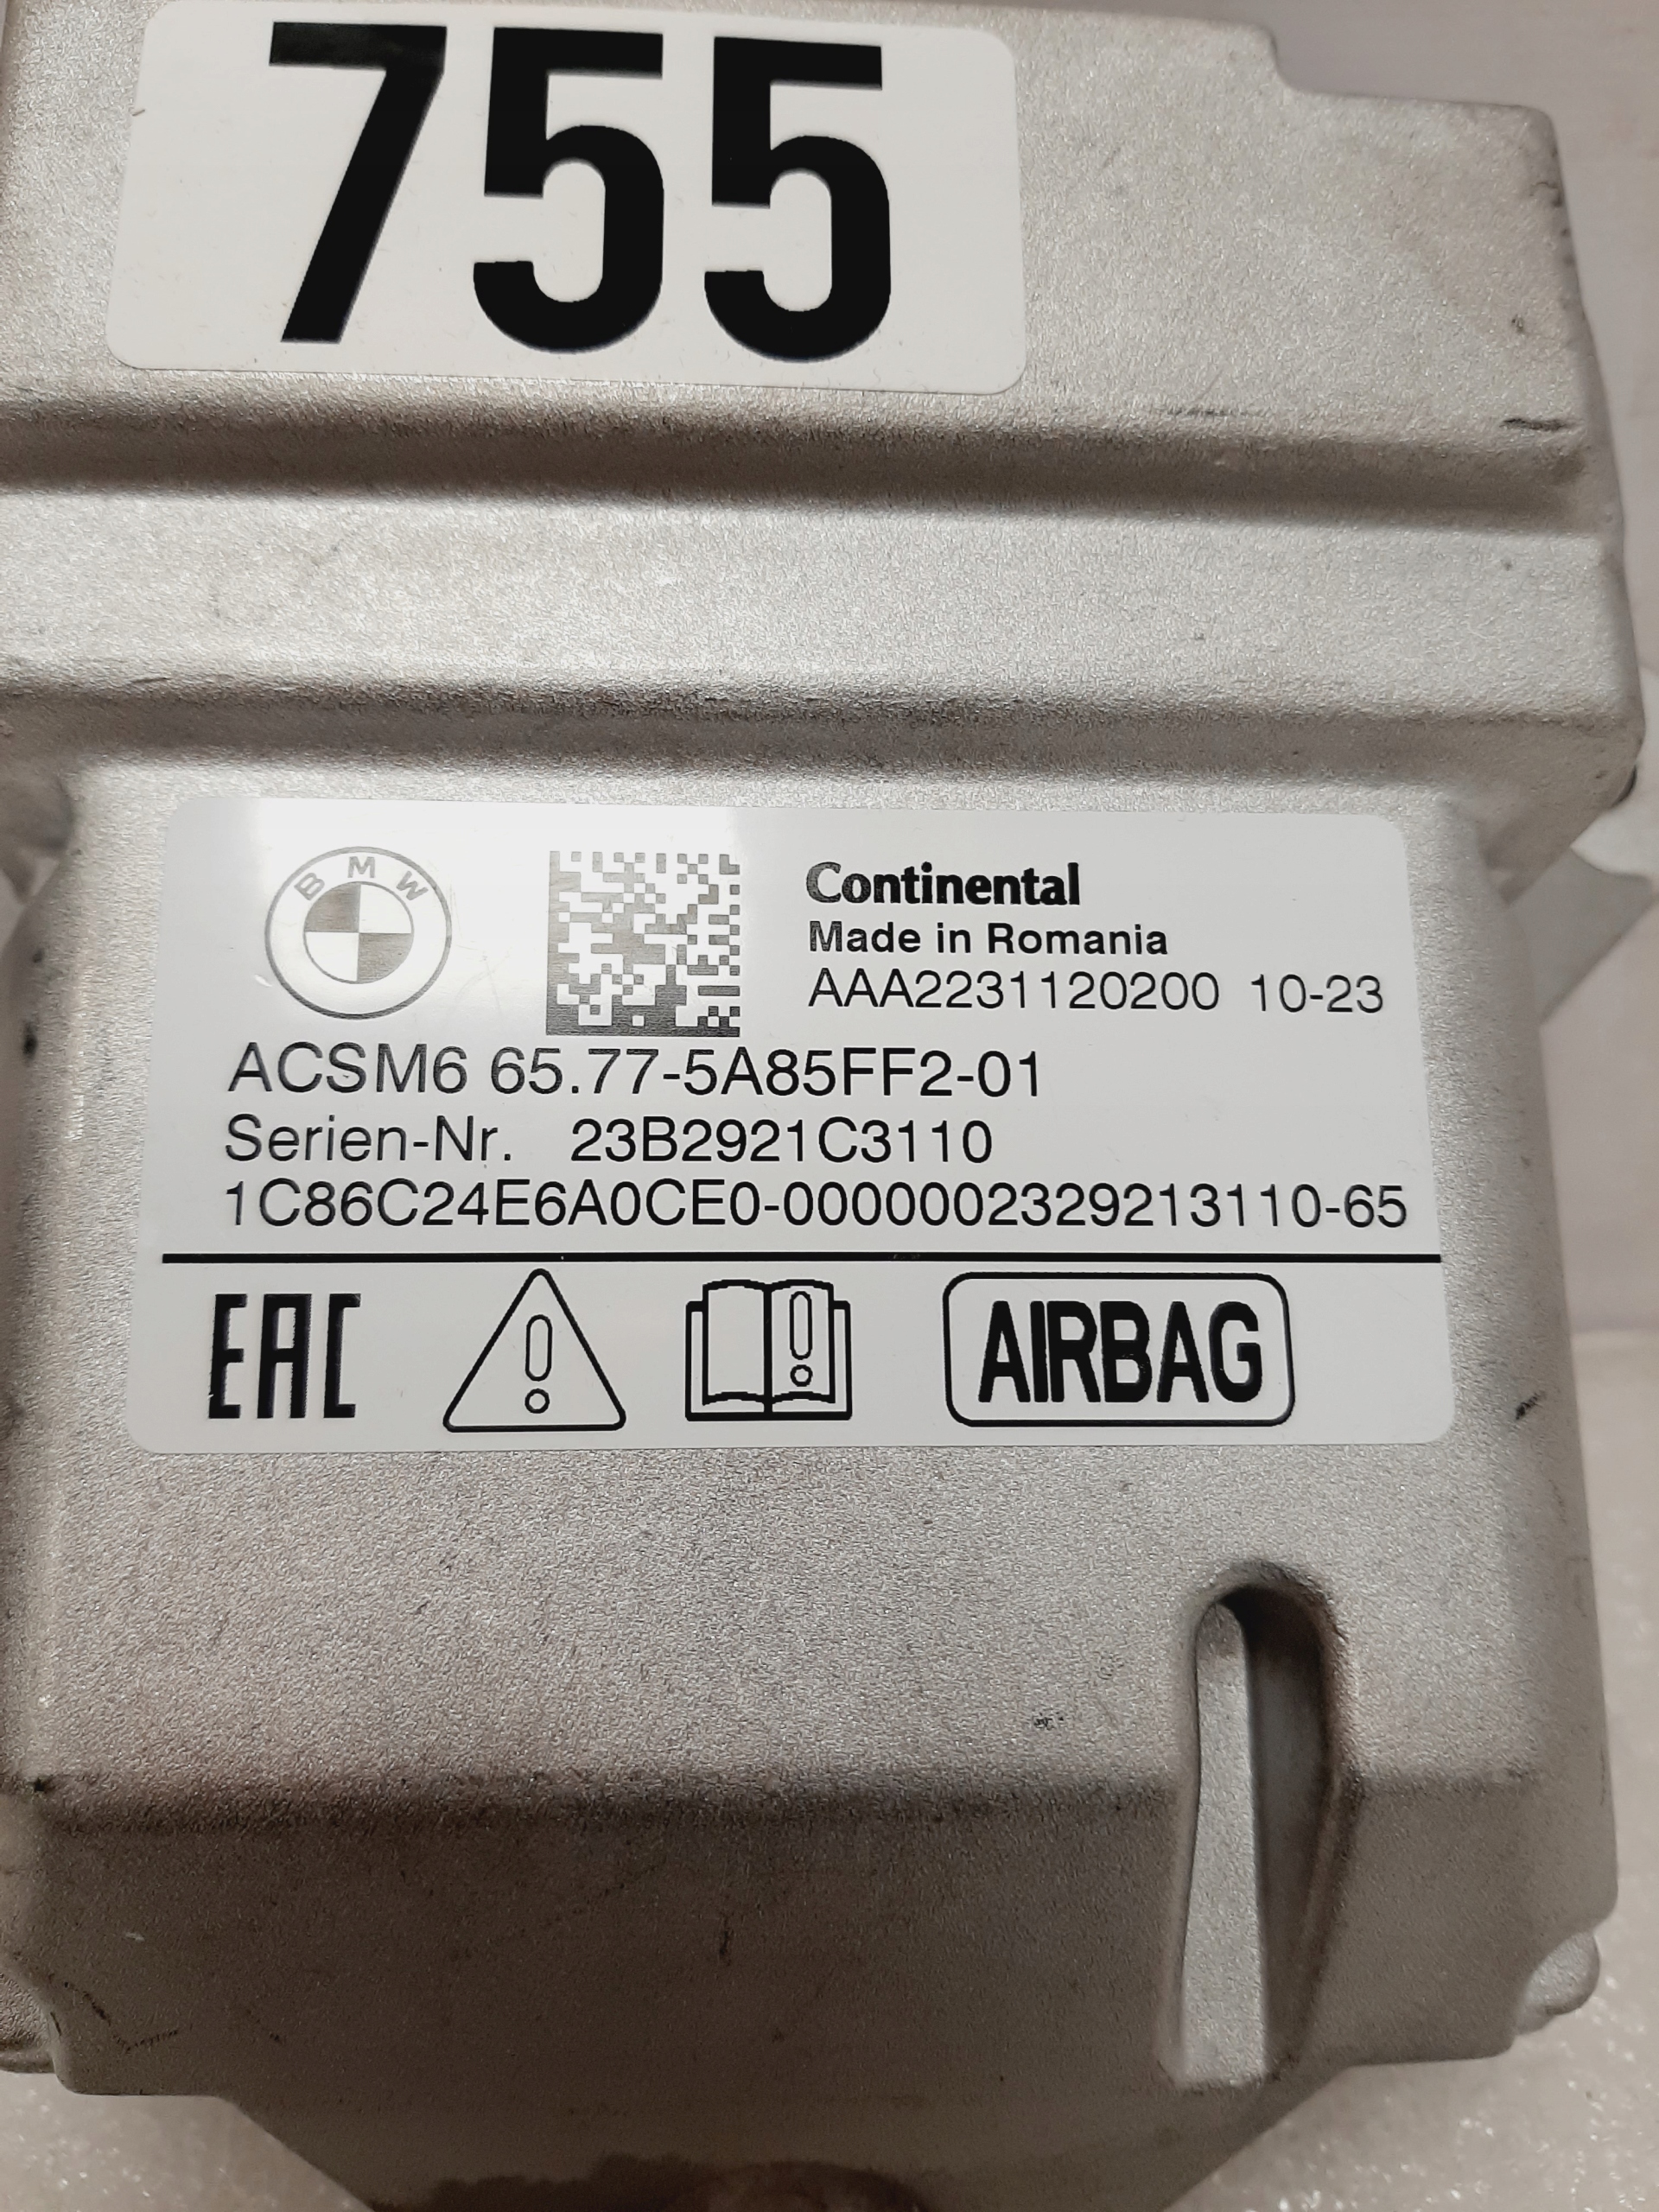 755
BMW
Continental
Made in Romania
AAA2231120200 10-23
ACSM6 65.77-5A85FF2-01
Serien-Nr. 23B2921C3110
1C86C24E6A0CE0-0000002329213110-65
EAC
AIRBAG